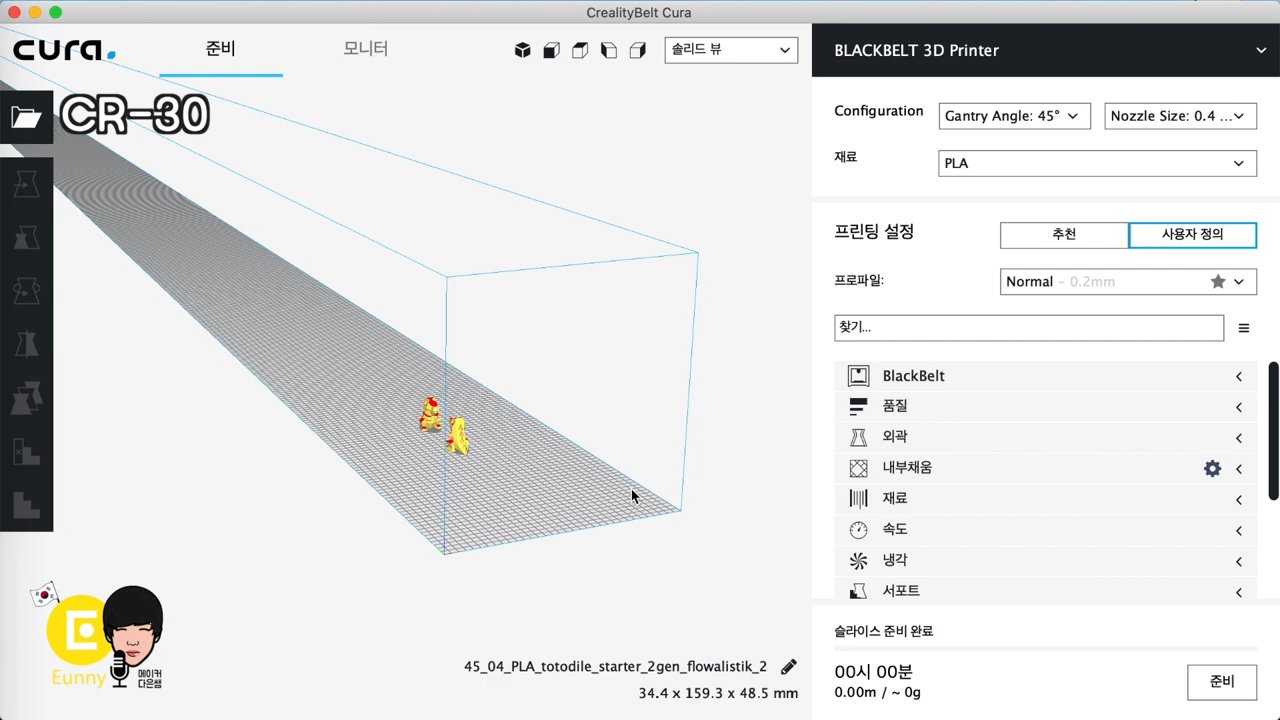 CrealityBelt Cura
cura.
준비
모니터
솔리드 뷰
BLACKBELT 3D Printer
CR-30
Configuration
Gantry Angle: 45°
Nozzle Size: 0.4 ...
재료
PLA
프린팅 설정
추천
사용자 정의
프로파일:
Normal - 0.2mm
찾기...
BlackBelt
품질
외곽
내부채움
재료
속도
냉각
서포트
슬라이스 준비 완료
00시 00분
0.00m / ~ 0g
준비
45_04_PLA_totodile_starter_2gen_flowalistik_2
34.4 x 159.3 x 48.5 mm
Eunny
메이커
다은쌤